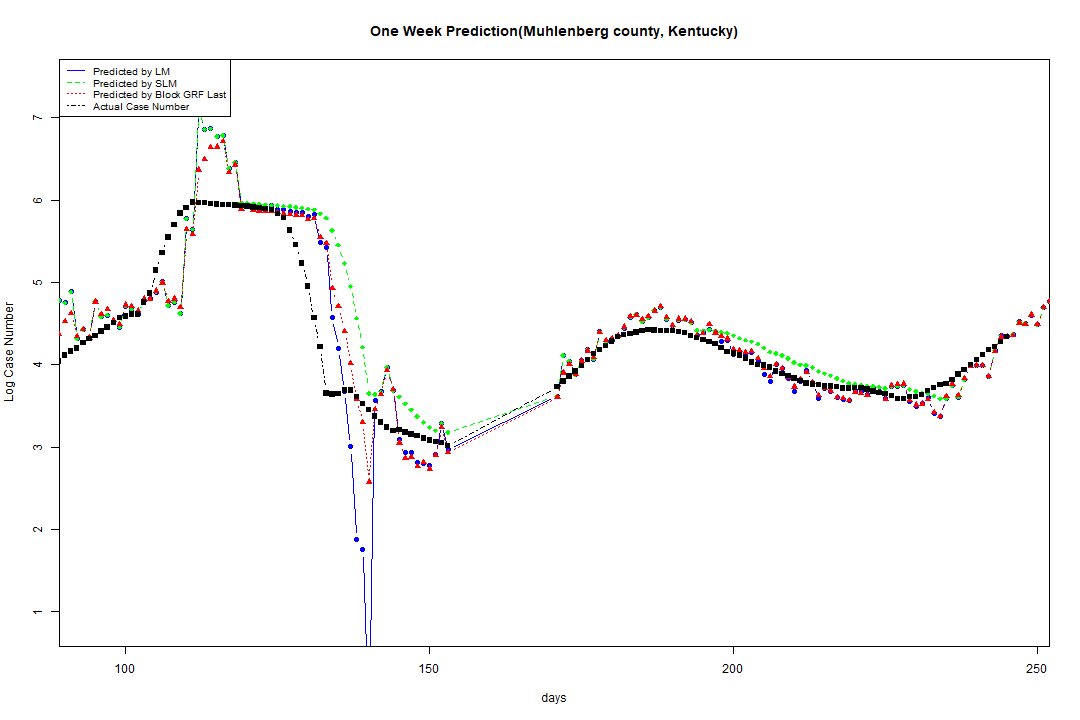 One Week Prediction(Muhlenberg county, Kentucky)
Predicted by LM
Predicted by SLM
Predicted by Block GRF Last
Actual Case Number
7
6
5
4
3
2
1
Log Case Number
100 150 200 250
days